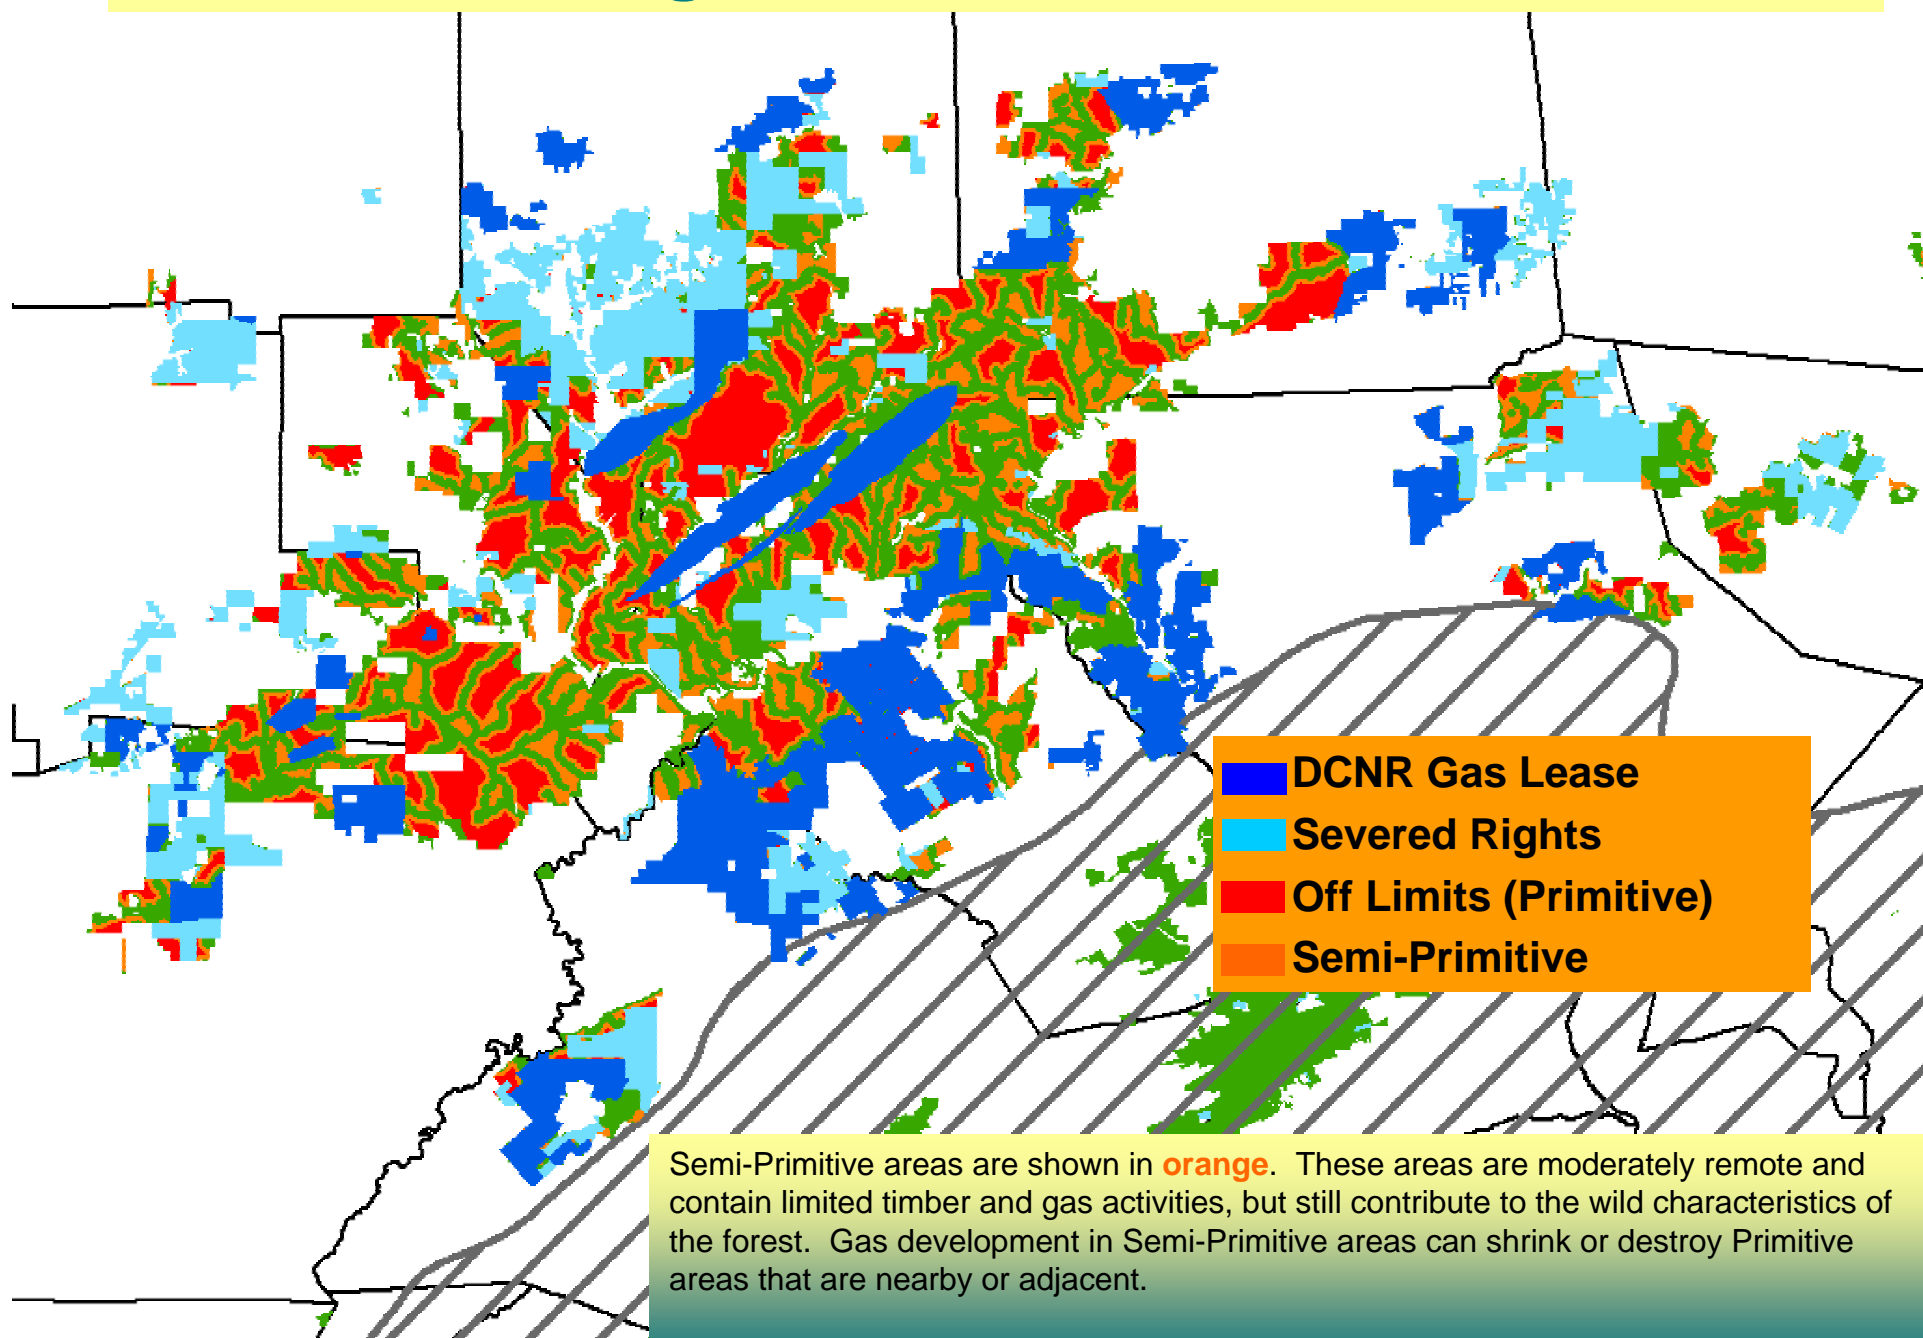 DCNR Gas Lease
Severed Rights
Off Limits (Primitive)
Semi-Primitive
Semi-Primitive areas are shown in orange. These areas are moderately remote and
contain limited timber and gas activities, but still contribute to the wild characteristics of
the forest. Gas development in Semi-Primitive areas can shrink or destroy Primitive
areas that are nearby or adjacent.